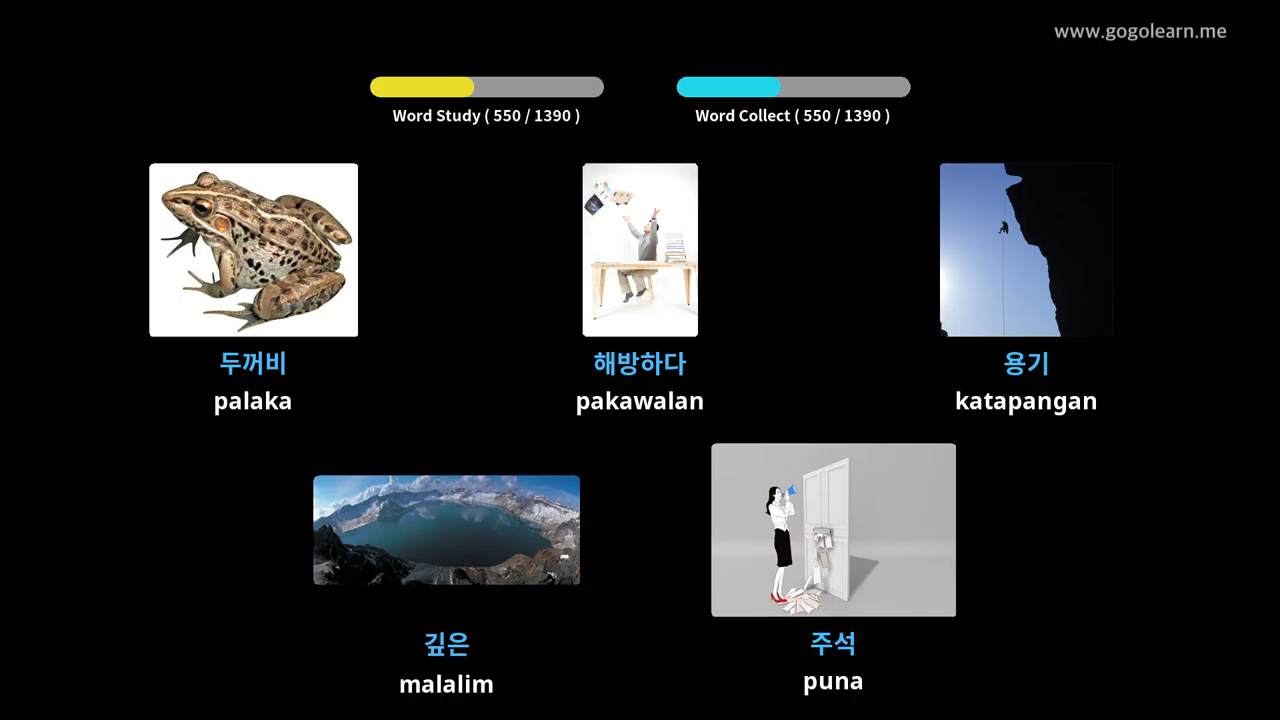 www.gogolearn.me
Word Study ( 550 / 1390 )
Word Collect ( 550 / 1390 )
두꺼비
palaka
해방하다
pakawalan
용기
katapangan
깊은
malalim
주석
puna